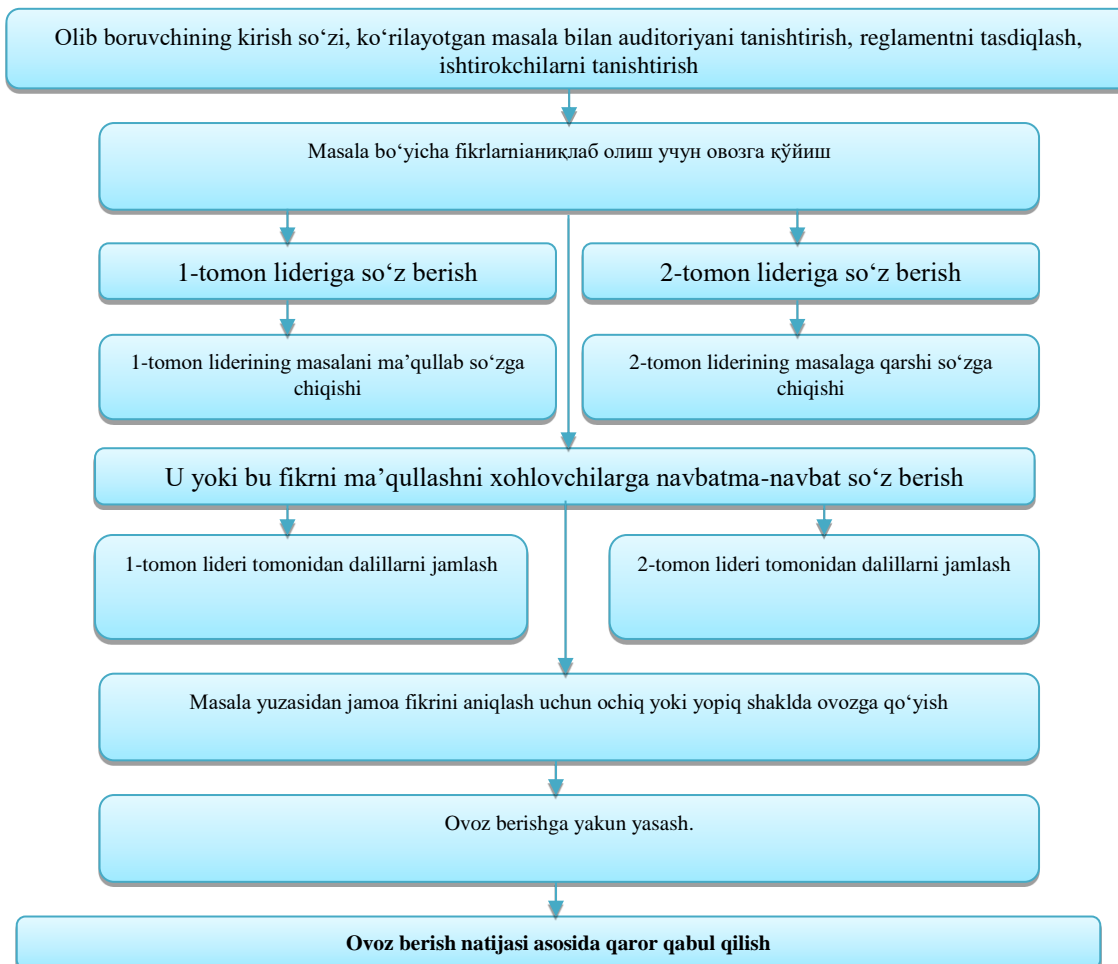 Olib boruvchining kirish so‘zi, ko‘rilayotgan masala bilan auditoriyani tanishtirish, reglamentni tasdiqlash,
ishtirokchilarni tanishtirish
Masala bo‘yicha fikrlarniаниқлаб олиш учун овозга қўйиш
1-tomon lideriga so‘z berish
2-tomon lideriga so‘z berish
1-tomon liderining masalani ma’qullab so‘zga
chiqishi
2-tomon liderining masalaga qarshi so‘zga
chiqishi
U yoki bu fikrni ma’qullashni xohlovchilarga navbatma-navbat so‘z berish
1-tomon lideri tomonidan dalillarni jamlash
2-tomon lideri tomonidan dalillarni jamlash
Masala yuzasidan jamoa fikrini aniqlash uchun ochiq yoki yopiq shaklda ovozga qo‘yish
Ovoz berishga yakun yasash.
Ovoz berish natijasi asosida qaror qabul qilish